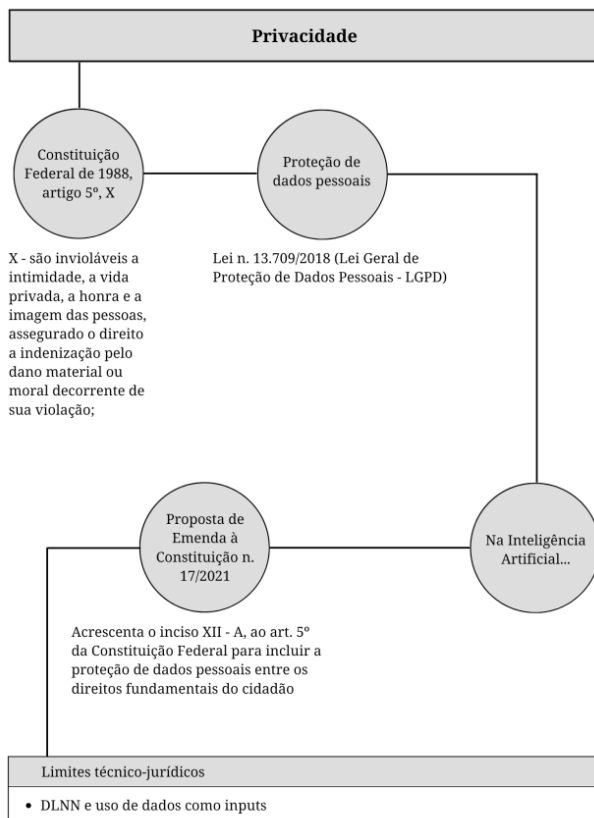 Privacidade
Constituição
Federal de 1988,
artigo 5º, X
Proteção de
dados pessoais
X - são invioláveis a
intimidade, a vida
privada, a honra e a
imagem das pessoas,
assegurado o direito
a indenização pelo
dano material ou
moral decorrente de
sua violação;
Lei n. 13.709/2018 (Lei Geral de
Proteção de Dados Pessoais - LGPD)
Na Inteligência
Artificial...
Proposta de
Emenda à
Constituição n.
17/2021
Acrescenta o inciso XII - A, ao art. 5º
da Constituição Federal para incluir a
proteção de dados pessoais entre os
direitos fundamentais do cidadão
Limites técnico-jurídicos
• DLNN e uso de dados como inputs